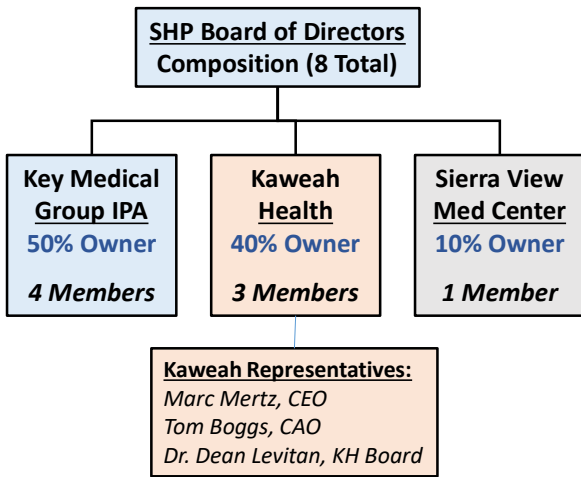 SHP Board of Directors
Composition (8 Total)
Key Medical
Group IPA
50% Owner
4 Members
Kaweah
Health
40% Owner
3 Members
Sierra View
Med Center
10% Owner
1 Member
Kaweah Representatives:
Marc Mertz, CEO
Tom Boggs, CAO
Dr. Dean Levitan, KH Board